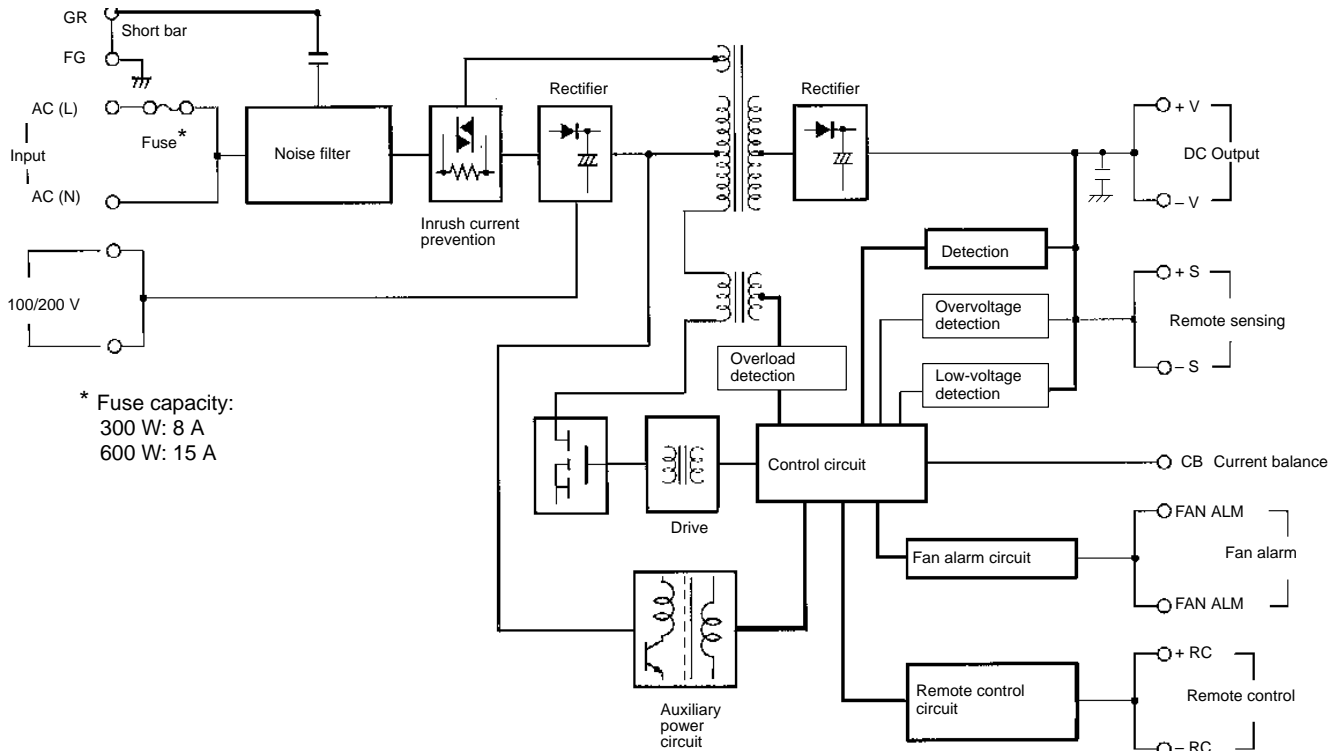 GR
Short bar
FG
AC (L)
Fuse*
Input
AC (N)
Noise filter
Inrush current
prevention
Rectifier
Rectifier
+ V
DC Output
– V
100/200 V
Detection
Overvoltage
detection
Low-voltage
detection
+ S
Remote sensing
– S
Overload
detection
* Fuse capacity:
300 W: 8 A
600 W: 15 A
Drive
Control circuit
CB Current balance
FAN ALM
Fan alarm circuit
Fan alarm
FAN ALM
Auxiliary
power
circuit
Remote control
circuit
+ RC
Remote control
– RC